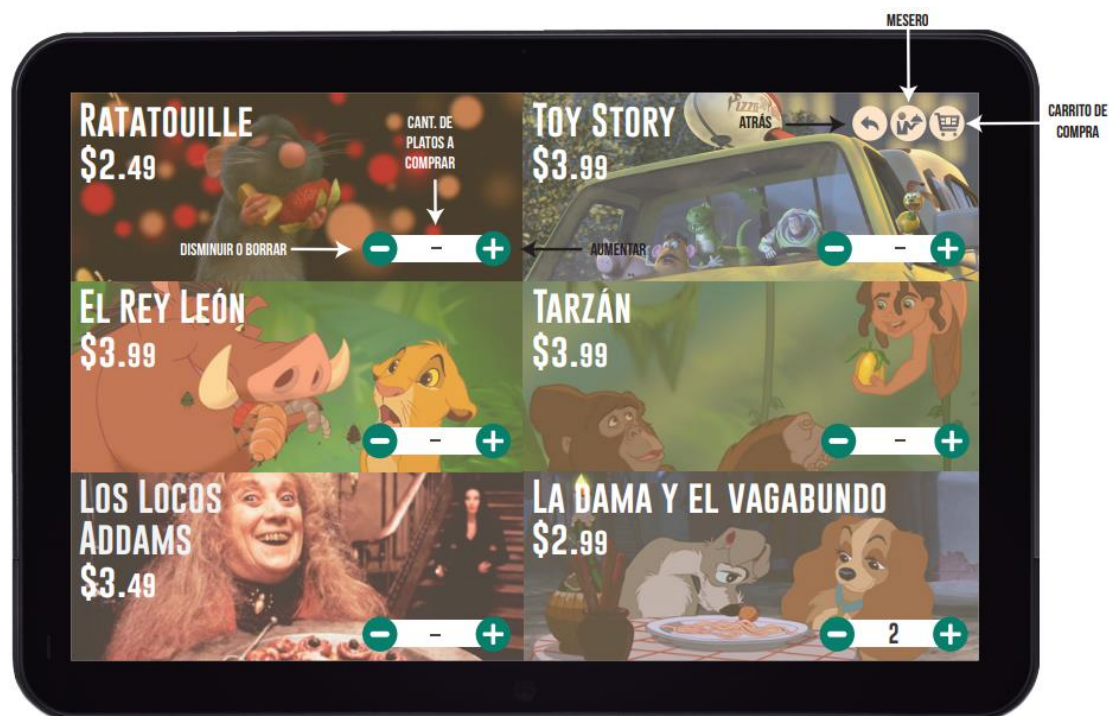 MESERO
CARRITO DE
COMPRA
RATATOUILLE
$2.49
CANT. DE
PLATOS A
COMPRAR
DISMINUIR O BORRAR
-
AUMENTAR
TOY STORY
$3.99
ATRÁS
-
EL REY LEÓN
$3.99
-
TARZÁN
$3.99
-
LOS LOCOS
ADDAMS
$3.49
-
LA DAMA Y EL VAGABUNDO
$2.99
2